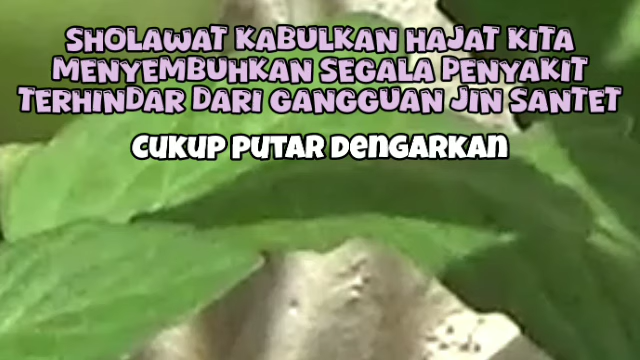 SHOLAWAT KABULKAN HAJAT KITA
MENYEMBUHKAN SEGALA PENYAKIT
TERHINDAR DARI GANGGUAN JIN SANTET
CUKUP PUTAR DENGARKAN